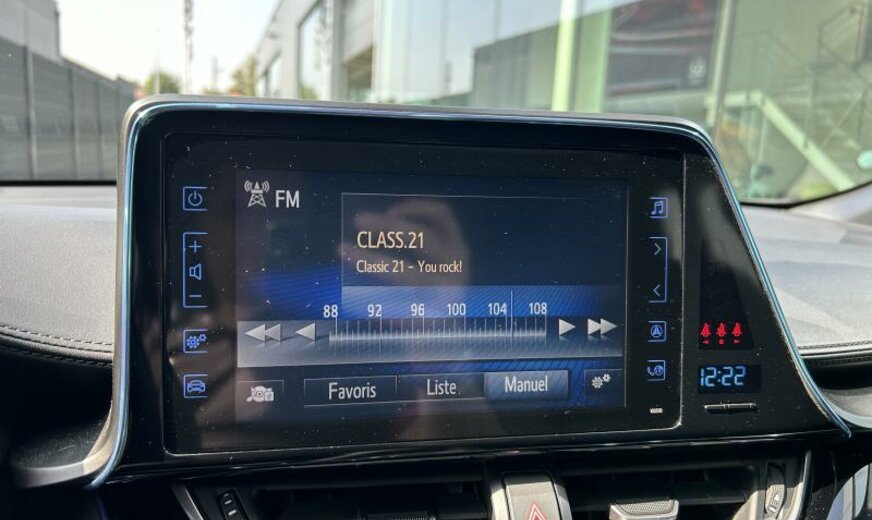 FM
CLASS.21
Classic 21 - You rock!
88 92 96 100 104 108
Favoris Liste Manuel
12:22